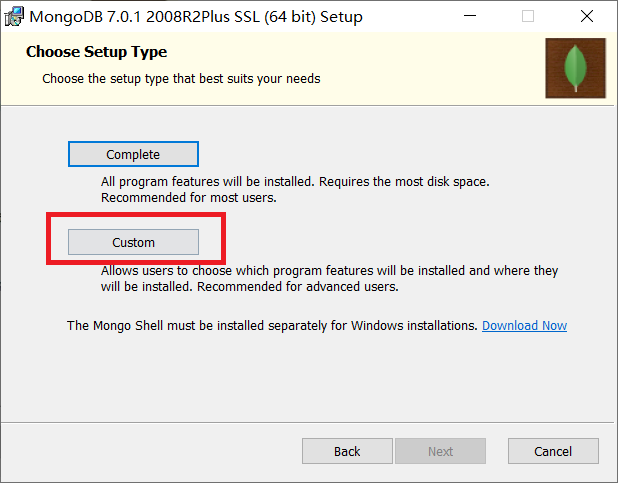 MongoDB 7.0.1 2008R2Plus SSL (64 bit) Setup
Choose Setup Type
Choose the setup type that best suits your needs
Complete
All program features will be installed. Requires the most disk space.
Recommended for most users.
Custom
Allows users to choose which program features will be installed and where they
will be installed. Recommended for advanced users.
The Mongo Shell must be installed separately for Windows installations. Download Now
Back Next Cancel